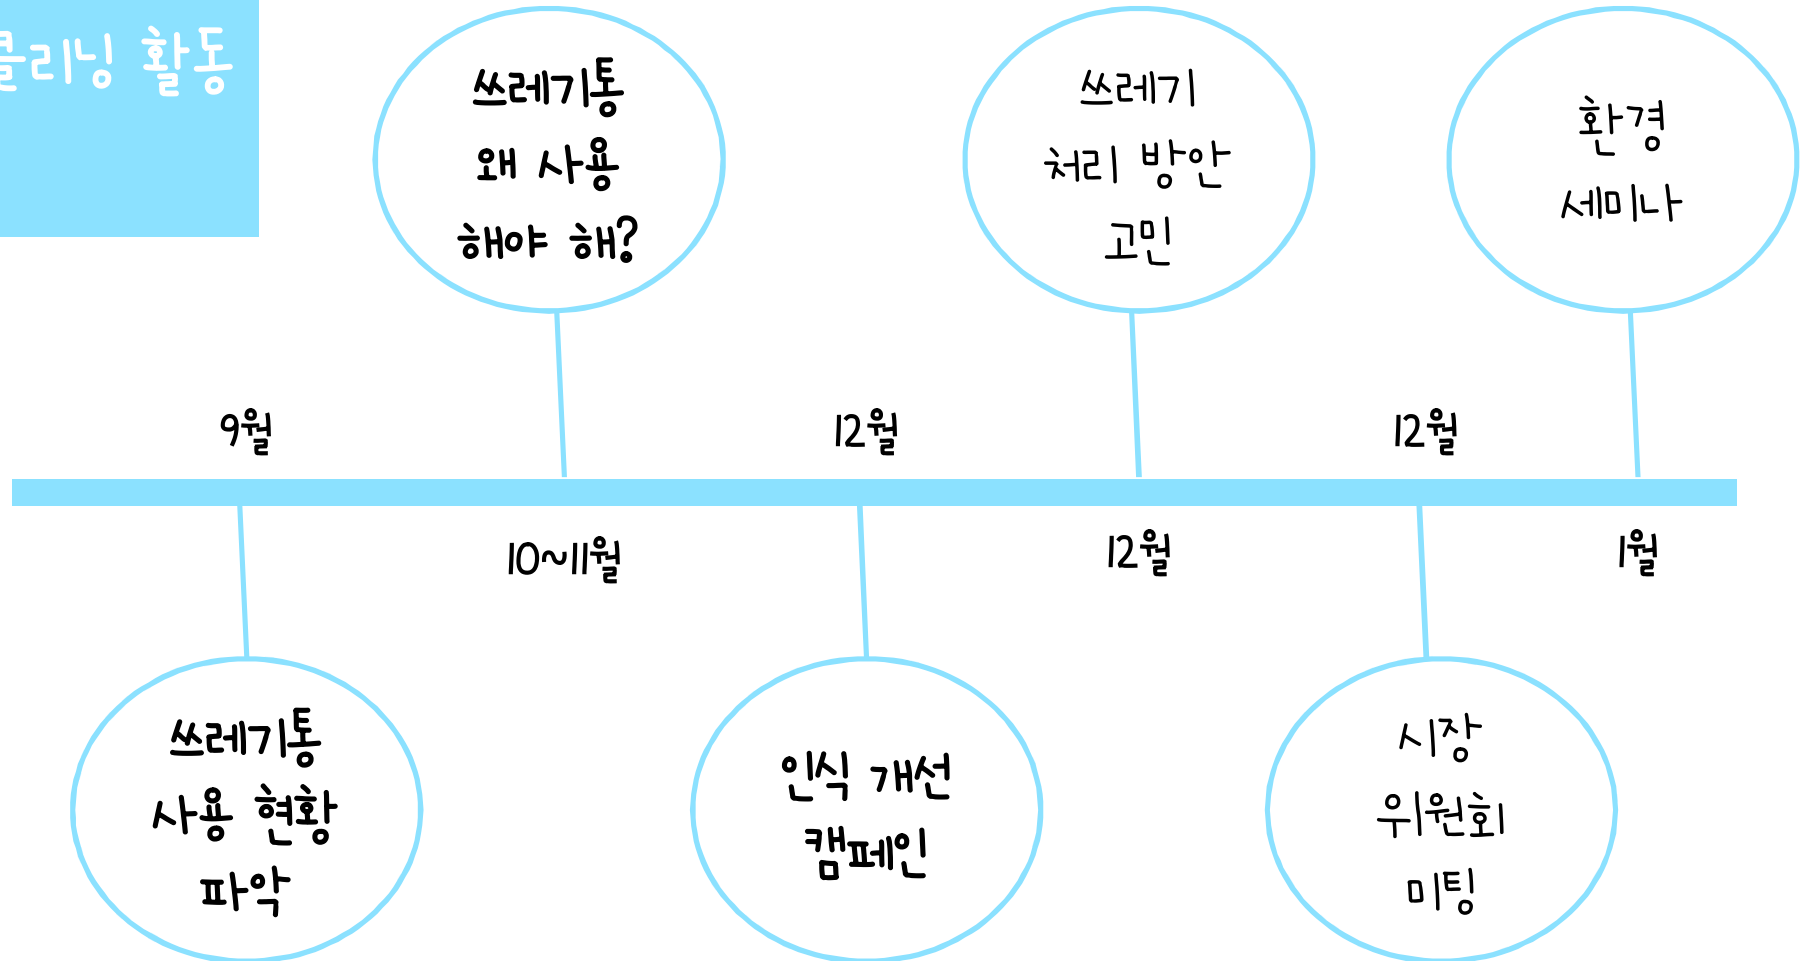 클리닝 활동
쓰레기통
왜 사용
해야 해?
쓰레기
처리 방안
고민
환경
세미나
9월
12월
12월
10~11월
12월
1월
쓰레기통
사용 현황
파악
인식 개선
캠페인
시장
위원회
미팅